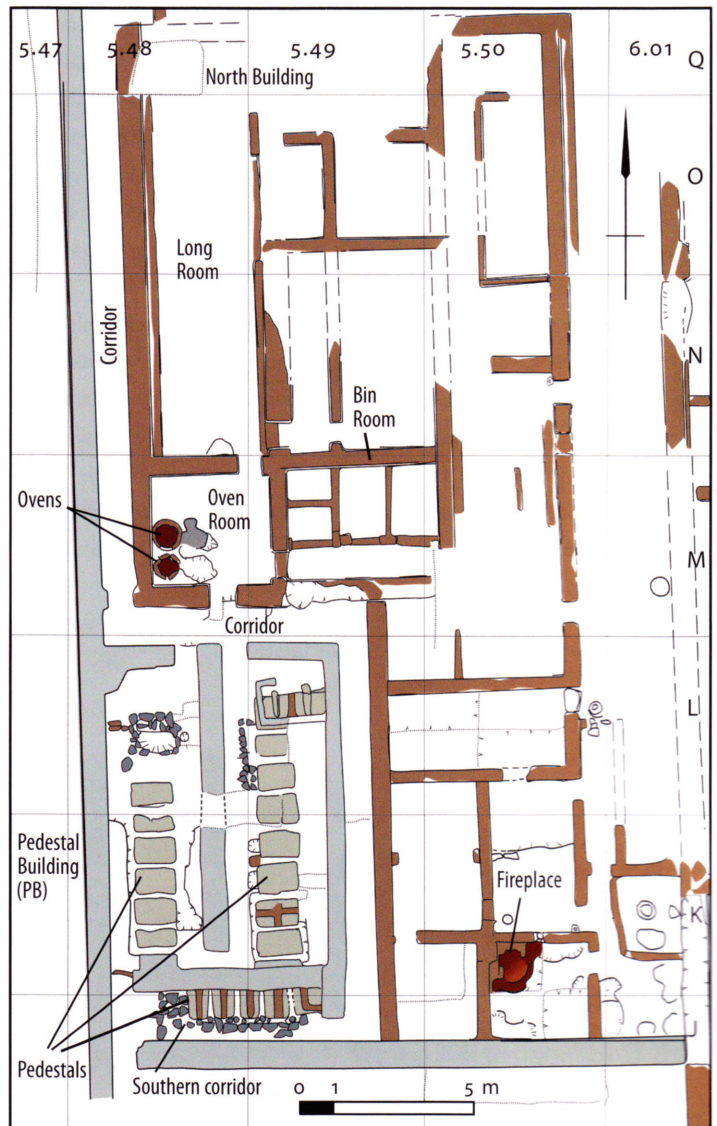 5.47
5.48
5.49
5.50
6.01
Q
North Building
O
Long
Room
Corridor
N
Bin
Room
Ovens
Oven
Room
M
Corridor
L
Pedestal
Building
(PB)
Fireplace
K
J
Pedestals
Southern corridor
0 1 5 m